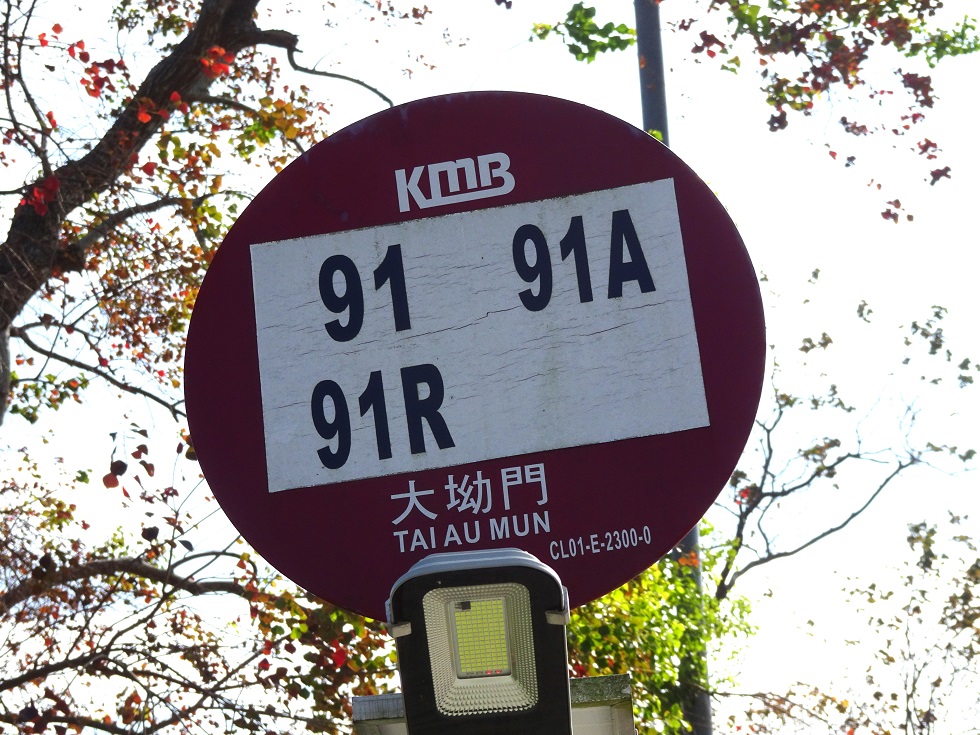 KMB
91 91A
91R
大坳門
TAI AU MUN
CL01-E-2300-0